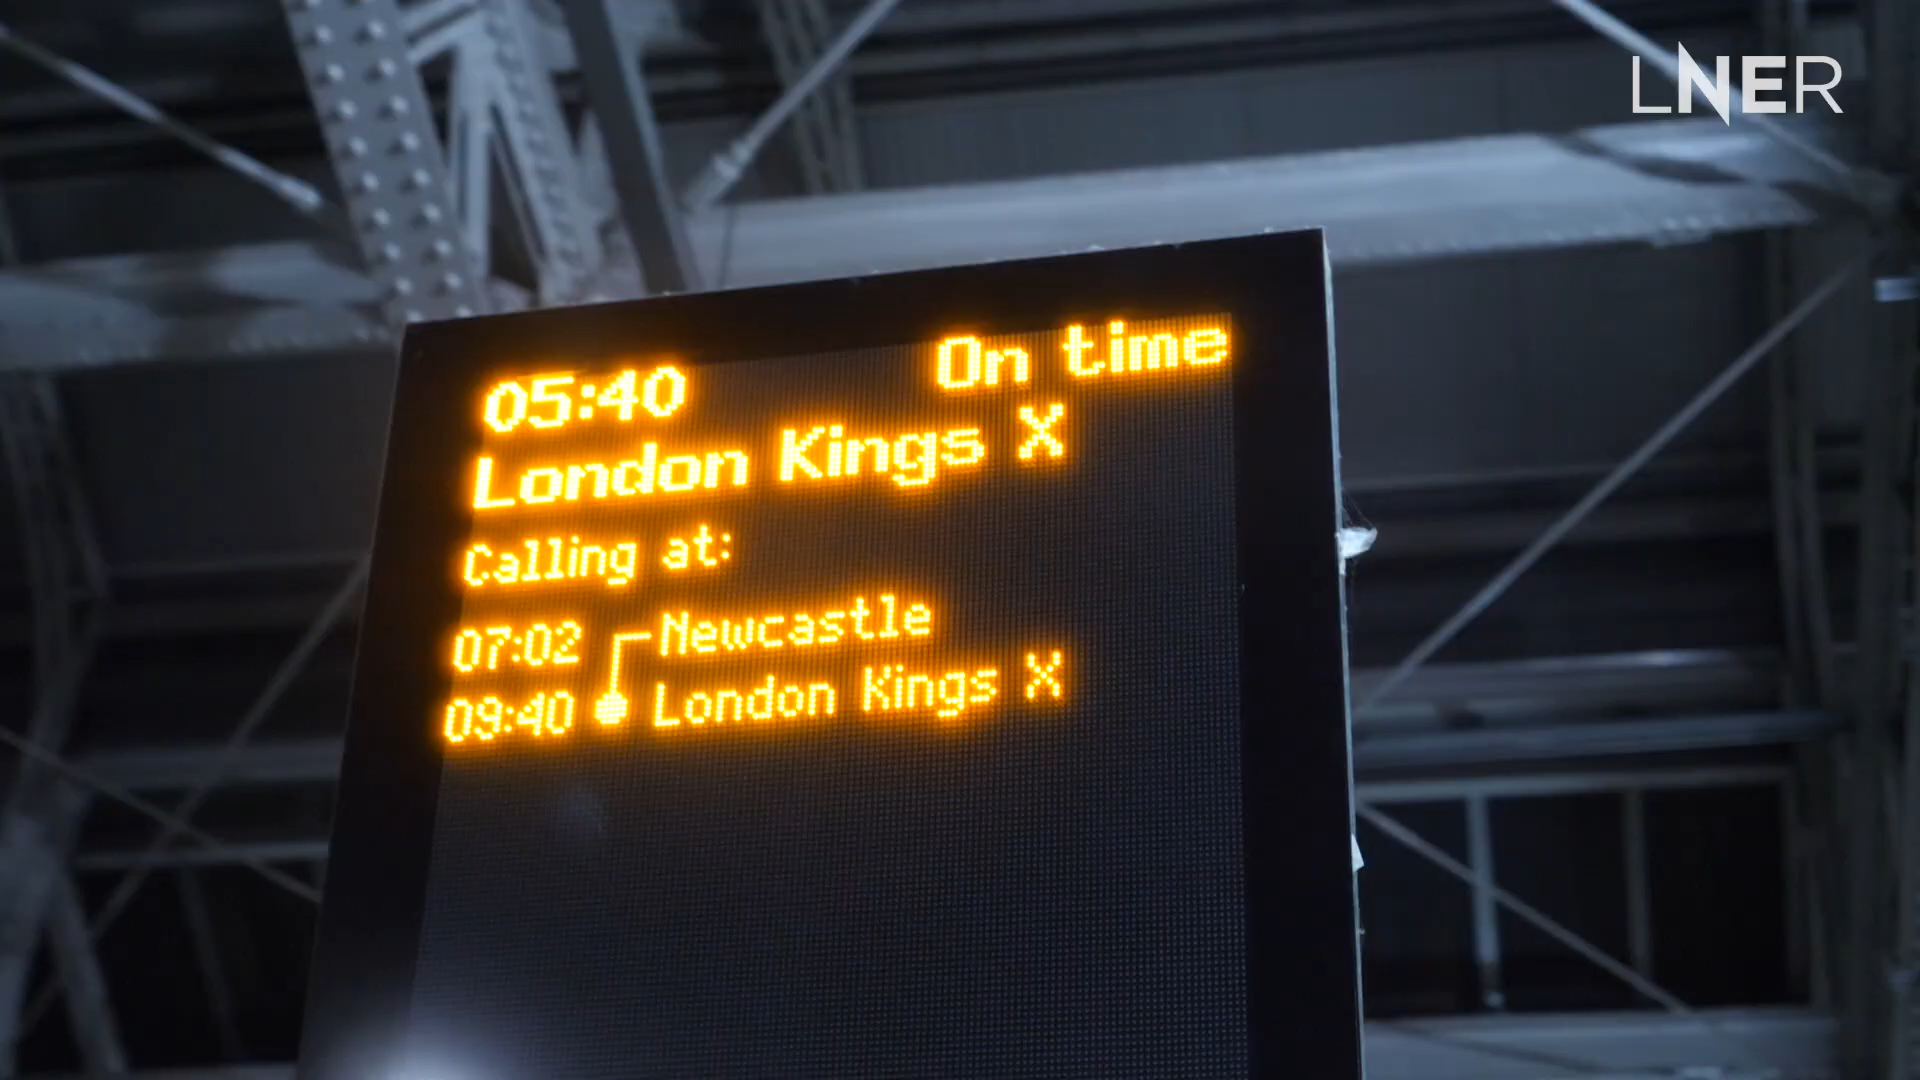 LNER
05:40 On time
London Kings X
Calling at:
07:02 Newcastle
09:40 London Kings X